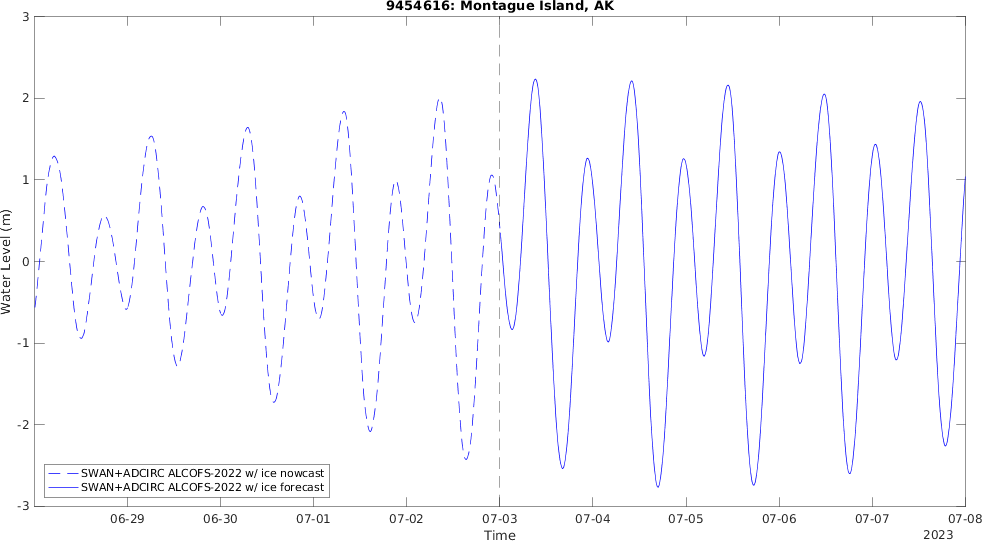 9454616: Montague Island, AK
3
2
1
0
-1
-2
-3
Water Level (m)
SWAN+ADCIRC ALCOFS-2022 w/ ice nowcast
SWAN+ADCIRC ALCOFS-2022 w/ ice forecast
06-29 06-30 07-01 07-02 07-03 07-04 07-05 07-06 07-07 07-08
Time
2023